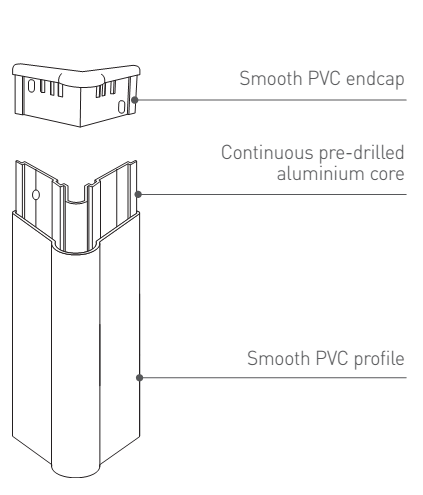 Smooth PVC endcap
Continuous pre-drilled
aluminium core
Smooth PVC profile